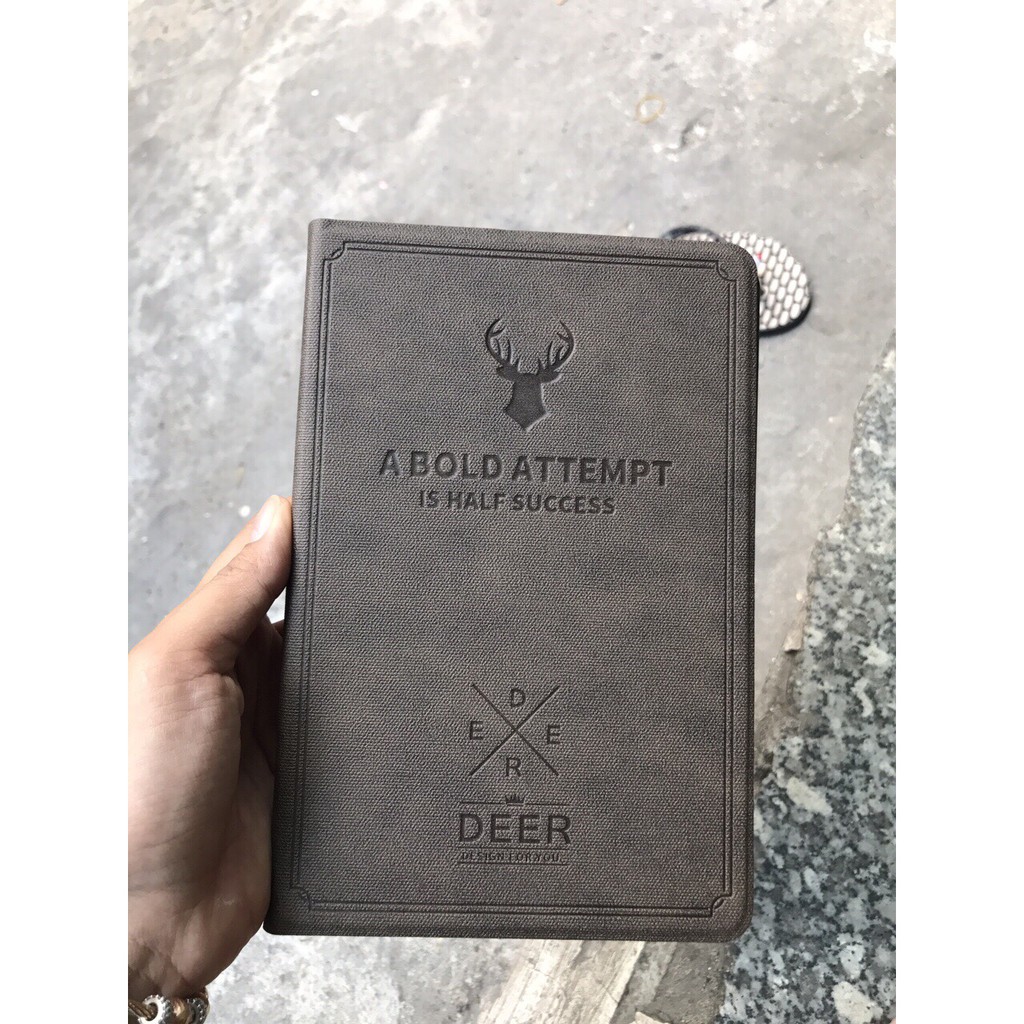 A BOLD ATTEMPT
IS HALF SUCCESS
D
E E
R
DEER
DESIGN FOR YOU